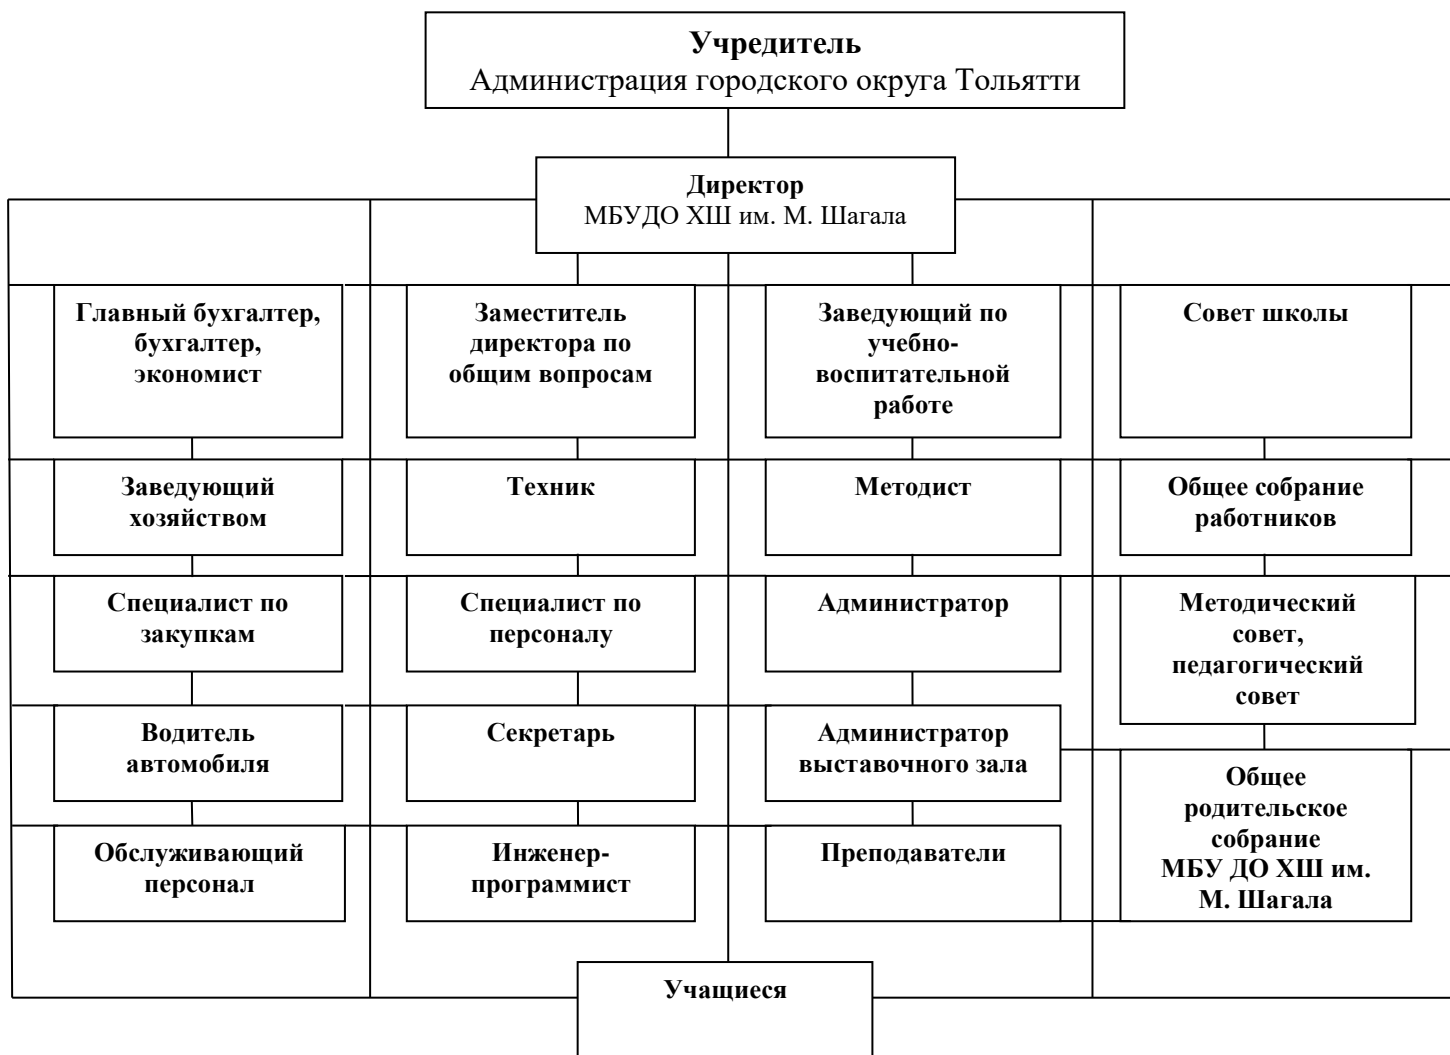 Учредитель
Администрация городского округа Тольятти
Директор
МБУДО ХШ им. М. Шагала
Главный бухгалтер,
бухгалтер,
экономист
Заместитель
директора по
общим вопросам
Заведующий по
учебно-
воспитательной
работе
Совет школы
Заведующий
хозяйством
Техник
Методист
Общее собрание
работников
Специалист по
закупкам
Специалист по
персоналу
Администратор
Методический
совет,
педагогический
совет
Водитель
автомобиля
Секретарь
Администратор
выставочного зала
Общее
родительское
собрание
МБУ ДО ХШ им.
М. Шагала
Обслуживающий
персонал
Инженер-
программист
Преподаватели
Учащиеся